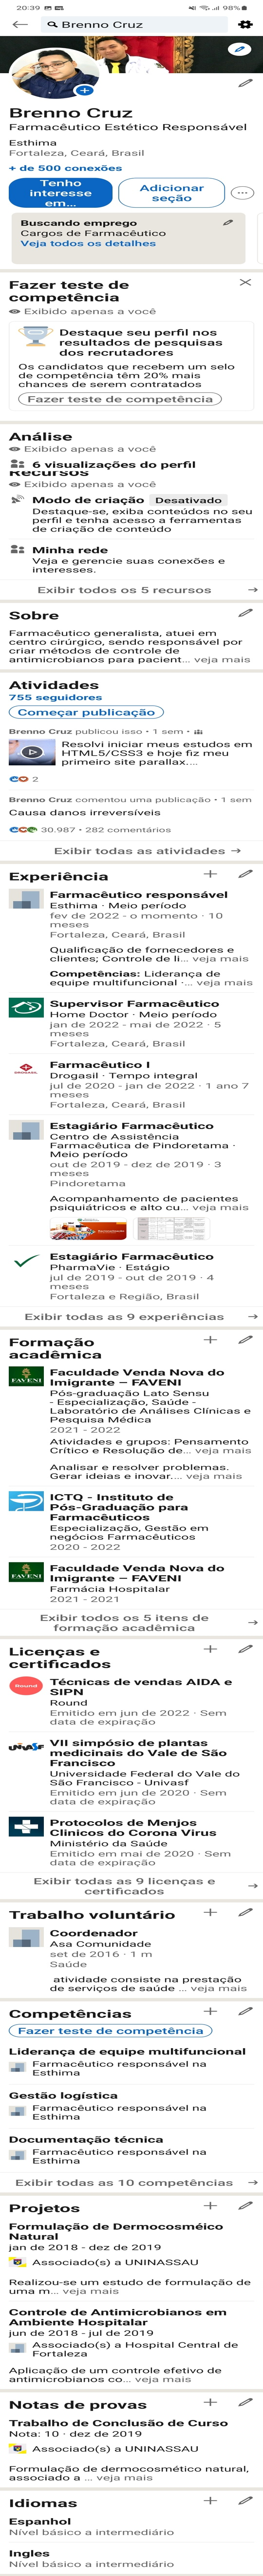 20:39
98%
Brenno Cruz
Brenno Cruz
Farmacêutico Estético Responsável
Esthima
Fortaleza, Ceará, Brasil
+ de 500 conexões
Tenho
interesse
em...
Adicionar
seção
Buscando emprego
Cargos de Farmacêutico
Veja todos os detalhes
Fazer teste de
competência
Exibido apenas a você
Destaque seu perfil nos
resultados de pesquisas
dos recrutadores
Os candidatos que recebem um selo
de competência têm 20% mais
chances de serem contratados
Fazer teste de competência
Análise
Exibido apenas a você
6 visualizações do perfil
Recursos
Exibido apenas a você
Modo de criação Desativado
Destaque-se, exiba conteúdos no seu
perfil e tenha acesso a ferramentas
de criação de conteúdo
Minha rede
Veja e gerencie suas conexões e
interesses.
Exibir todos os 5 recursos →
Sobre
Farmacêutico generalista, atuei em
centro cirúrgico, sendo responsável por
criar métodos de controle de
antimicrobianos para pacient... veja mais
Atividades
755 seguidores
Começar publicação
Brenno Cruz publicou isso • 1 sem •
Resolvi iniciar meus estudos em
HTML5/CSS3 e hoje fiz meu
primeiro site parallax....
2
Brenno Cruz comentou uma publicação • 1 sem
Causa danos irreversíveis
30.987 • 282 comentários
Exibir todas as atividades →
Experiência
Farmacêutico responsável
Esthima · Meio período
fev de 2022 - o momento · 10
meses
Fortaleza, Ceará, Brasil
Qualificação de fornecedores e
clientes; Controle de li... veja mais
Competências: Liderança de
equipe multifuncional ·... veja mais
Supervisor Farmacêutico
Home Doctor · Meio período
jan de 2022 - mai de 2022 · 5
meses
Fortaleza, Ceará, Brasil
DROGASIL
Farmacêutico I
Drogasil · Tempo integral
jul de 2020 - jan de 2022 · 1 ano 7
meses
Fortaleza, Ceará, Brasil
Estagiário Farmacêutico
Centro de Assistência
Farmacêutica de Pindoretama ·
Meio período
out de 2019 - dez de 2019 · 3
meses
Pindoretama
Acompanhamento de pacientes
psiquiátricos e alto cu... veja mais
Estagiário Farmacêutico
PharmaVie · Estágio
jul de 2019 - out de 2019 · 4
meses
Fortaleza e Região, Brasil
Exibir todas as 9 experiências →
Formação
acadêmica
FAVENI
Faculdade Venda Nova do
Imigrante – FAVENI
Pós-graduação Lato Sensu
- Especialização, Saúde -
Laboratório de Análises Clínicas e
Pesquisa Médica
2021 - 2022
Atividades e grupos: Pensamento
Crítico e Resolução de... veja mais
Analisar e resolver problemas.
Gerar ideias e inovar.... veja mais
ICTQ - Instituto de
Pós-Graduação para
Farmacêuticos
Especialização, Gestão em
negócios Farmacêuticos
2020 - 2022
FAVENI
Faculdade Venda Nova do
Imigrante – FAVENI
Farmácia Hospitalar
2021 - 2021
Exibir todos os 5 itens de
formação acadêmica →
Licenças e
certificados
Round
Técnicas de vendas AIDA e
SIPN
Round
Emitido em jun de 2022 · Sem
data de expiração
UNIVASF
VII simpósio de plantas
medicinais do Vale de São
Francisco
Universidade Federal do Vale do
São Francisco - Univasf
Emitido em jun de 2020 · Sem
data de expiração
Protocolos de Menjos
Clinicos do Corona Virus
Ministério da Saúde
Emitido em mai de 2020 · Sem
data de expiração
Exibir todas as 9 licenças e
certificados →
Trabalho voluntário
Coordenador
Asa Comunidade
set de 2016 · 1 m
Saúde
atividade consiste na prestação
de serviços de saúde ... veja mais
Competências
Fazer teste de competência
Liderança de equipe multifuncional
Farmacêutico responsável na
Esthima
Gestão logística
Farmacêutico responsável na
Esthima
Documentação técnica
Farmacêutico responsável na
Esthima
Exibir todas as 10 competências →
Projetos
Formulação de Dermocosméico
Natural
jan de 2018 - dez de 2019
Associado(s) a UNINASSAU
Realizou-se um estudo de formulação de
uma m... veja mais
Controle de Antimicrobianos em
Ambiente Hospitalar
jun de 2018 - jul de 2019
Associado(s) a Hospital Central de
Fortaleza
Aplicação de um controle efetivo de
antimicrobianos co... veja mais
Notas de provas
Trabalho de Conclusão de Curso
Nota: 10 · dez de 2019
Associado(s) a UNINASSAU
Formulação de dermocosmético natural,
associado a ... veja mais
Idiomas
Espanhol
Nível básico a intermediário
Ingles
Nível básico a intermediário